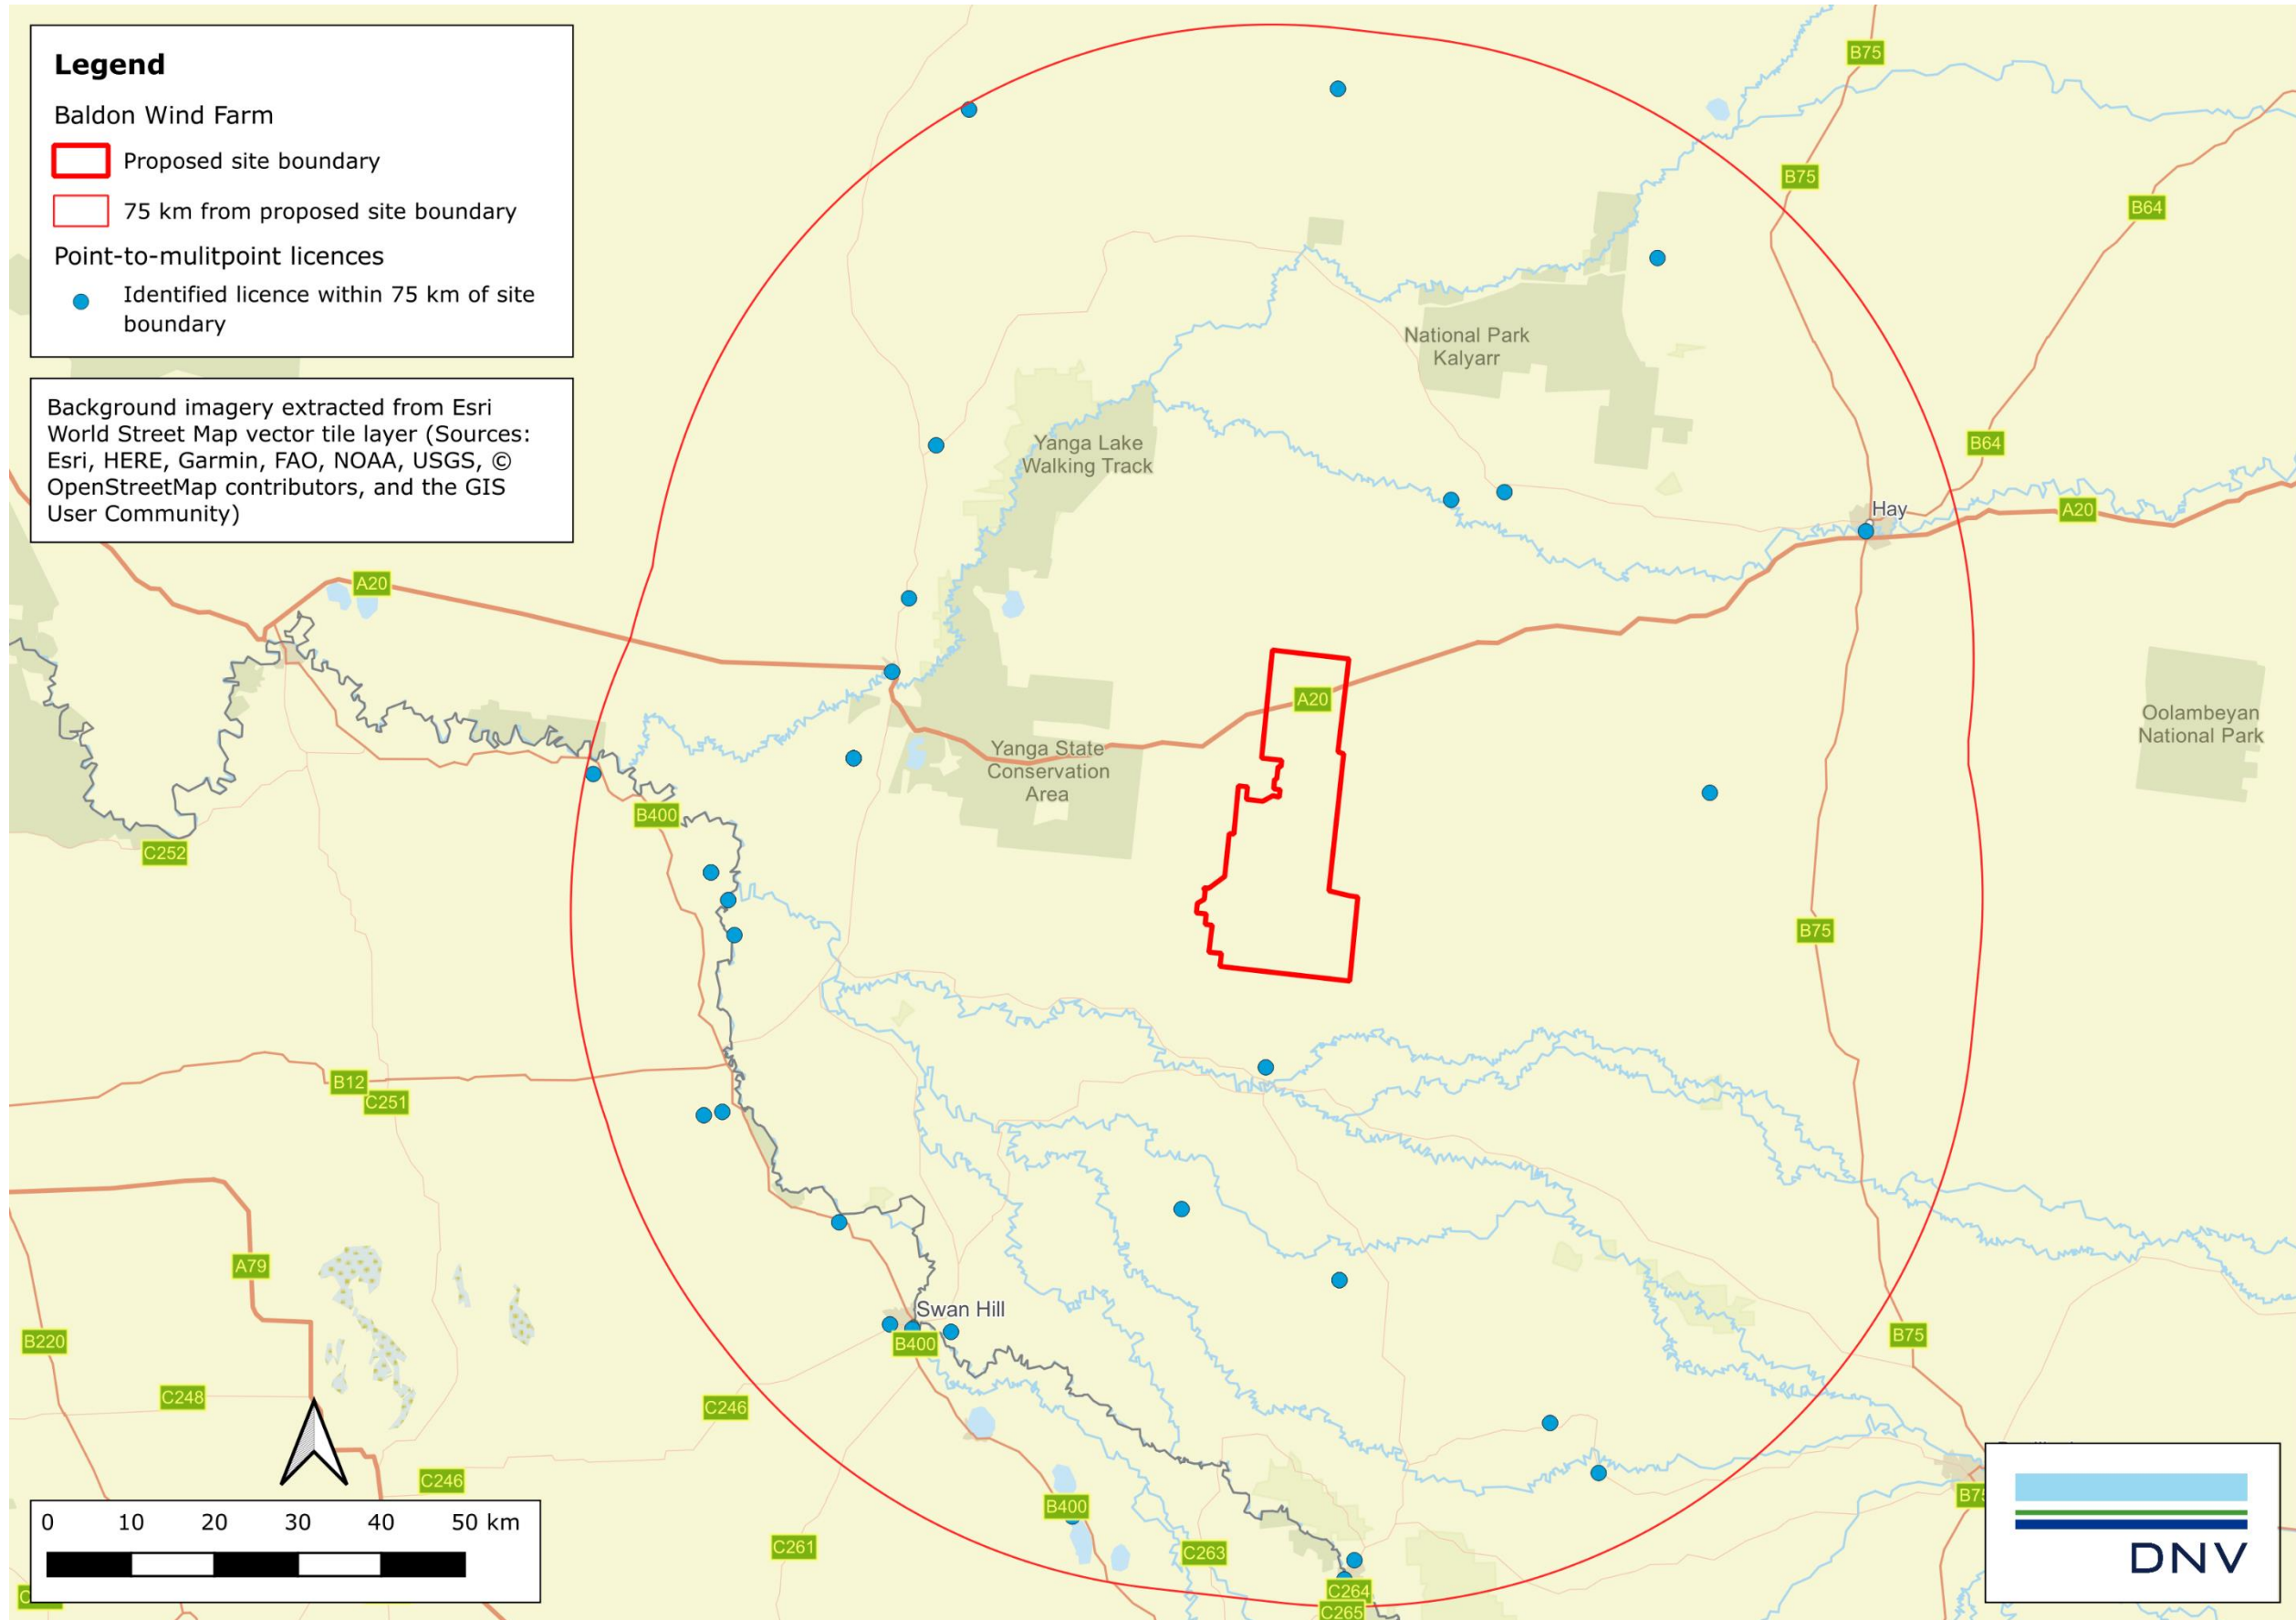 Legend
Baldon Wind Farm
Proposed site boundary
75 km from proposed site boundary
Point-to-mulitpoint licences
Identified licence within 75 km of site
boundary
Background imagery extracted from Esri
World Street Map vector tile layer (Sources:
Esri, HERE, Garmin, FAO, NOAA, USGS, ©
OpenStreetMap contributors, and the GIS
User Community)
B75
B75
B64
National Park
Kalyarr
Yanga Lake
Walking Track
B64
Hay
A20
A20
A20
Oolambeyan
National Park
Yanga State
Conservation
Area
B400
C252
B75
B12
C251
A79
Swan Hill
B400
B220
B75
C248
C246
C246
B400
C261
C263
C264
C265
0 10 20 30 40 50 km
DNV